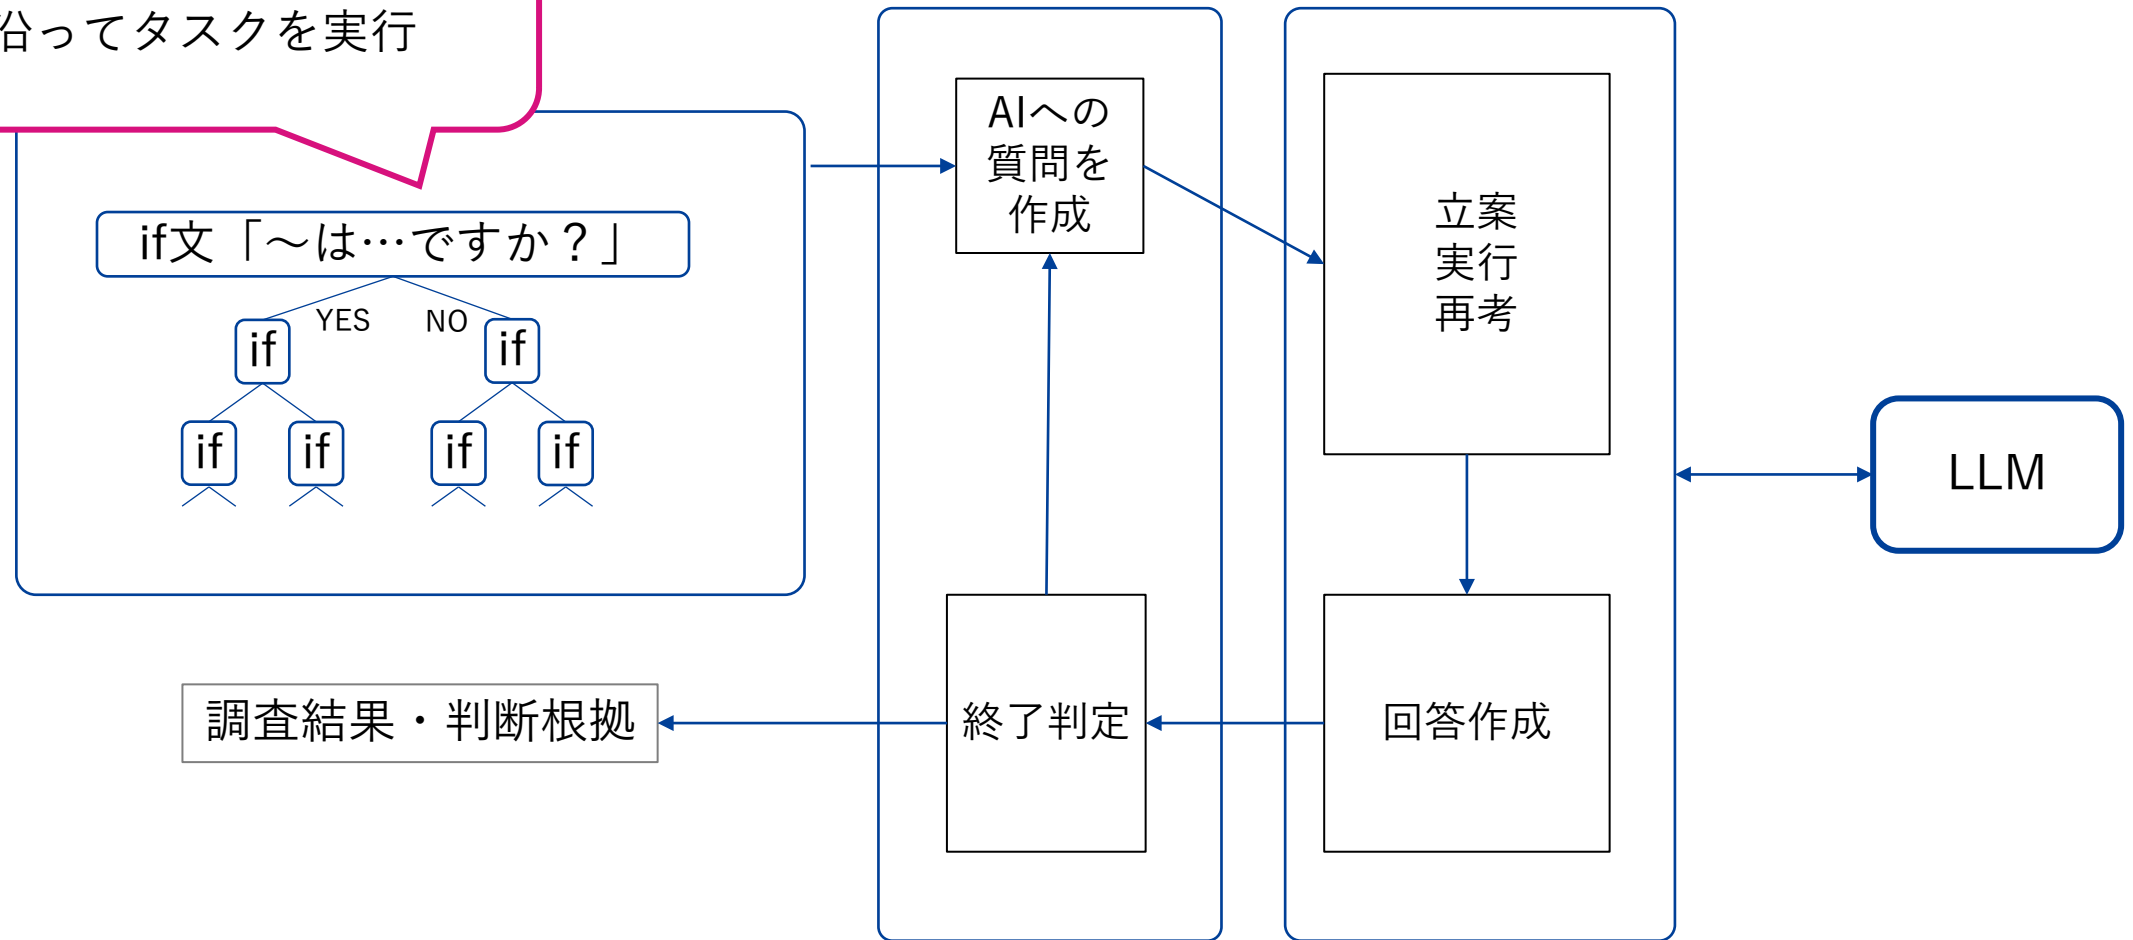 沿ってタスクを実行
if文「～は…ですか？」
YES
NO
if
if
if
if
if
if
AIへの
質問を
作成
立案
実行
再考
LLM
終了判定
回答作成
調査結果・判断根拠